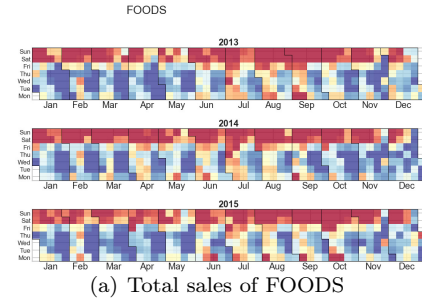 FOODS
2013
Sun
Sat
Fri
Thu
Wed
Tue
Mon
Jan Feb Mar Apr May Jun Jul Aug Sep Oct Nov Dec
2014
Sun
Sat
Fri
Thu
Wed
Tue
Mon
Jan Feb Mar Apr May Jun Jul Aug Sep Oct Nov Dec
2015
Sun
Sat
Fri
Thu
Wed
Tue
Mon
Jan Feb Mar Apr May Jun Jul Aug Sep Oct Nov Dec
(a) Total sales of FOODS